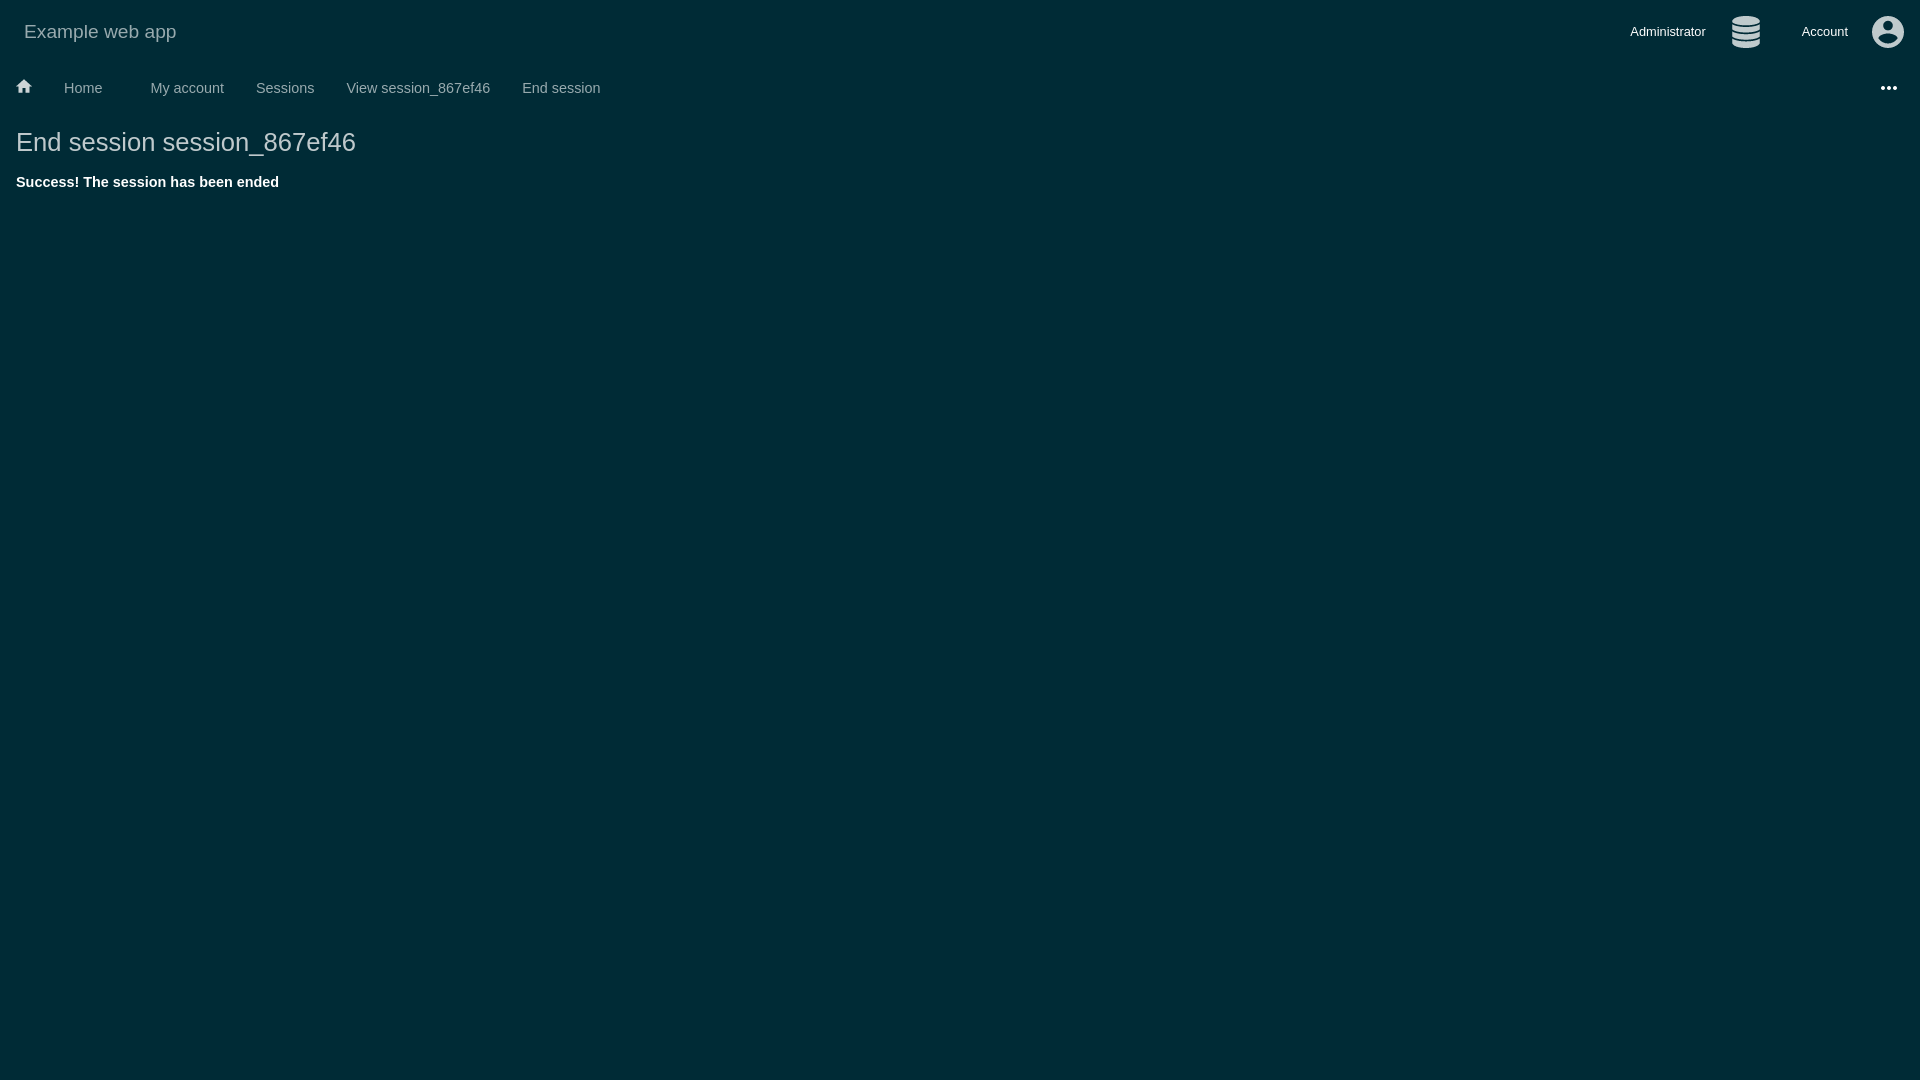 Example web app
Administrator
Account
Home
My account
Sessions
View session_867ef46
End session
End session session_867ef46
Success! The session has been ended